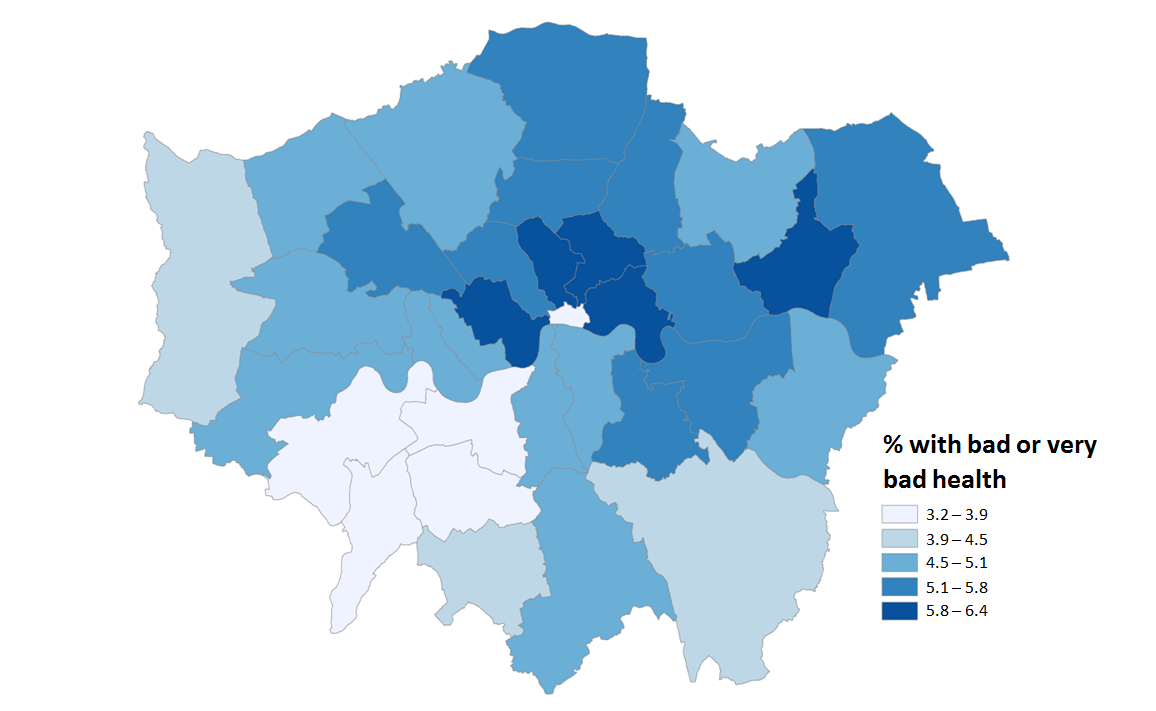 % with bad or very
bad health
3.2 – 3.9
3.9 – 4.5
4.5 – 5.1
5.1 – 5.8
5.8 – 6.4